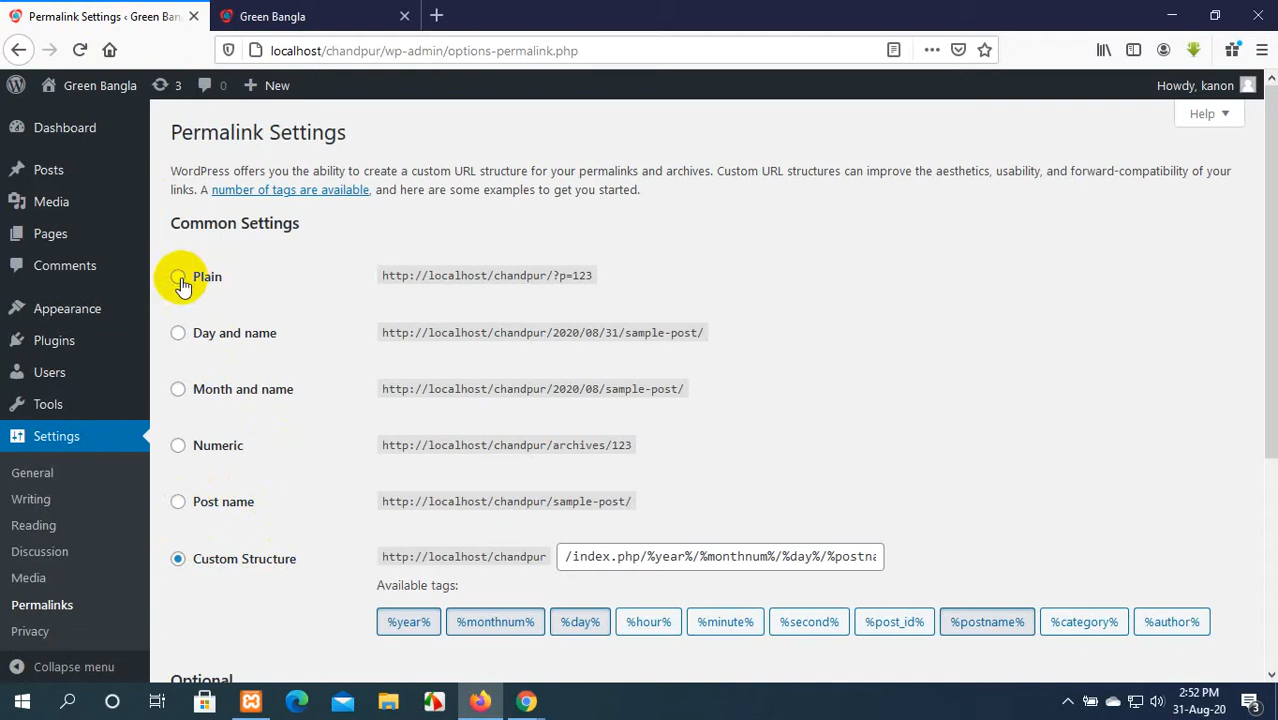 Permalink Settings ‹ Green Ban
Green Bangla
localhost/chandpur/wp-admin/options-permalink.php
Green Bangla
3
0
New
Howdy, kanon
Help
Dashboard
Posts
Media
Pages
Comments
Appearance
Plugins
Users
Tools
Settings
General
Writing
Reading
Discussion
Media
Permalinks
Privacy
Collapse menu
Permalink Settings
WordPress offers you the ability to create a custom URL structure for your permalinks and archives. Custom URL structures can improve the aesthetics, usability, and forward-compatibility of your
links. A number of tags are available, and here are some examples to get you started.
Common Settings
Plain
http://localhost/chandpur/?p=123
Day and name
http://localhost/chandpur/2020/08/31/sample-post/
Month and name
http://localhost/chandpur/2020/08/sample-post/
Numeric
http://localhost/chandpur/archives/123
Post name
http://localhost/chandpur/sample-post/
Custom Structure
http://localhost/chandpur
/index.php/%year%/%monthnum%/%day%/%postna
Available tags:
%year% %monthnum% %day% %hour% %minute% %second% %post_id% %postname% %category% %author%
Optional
2:52 PM
31-Aug-20
3